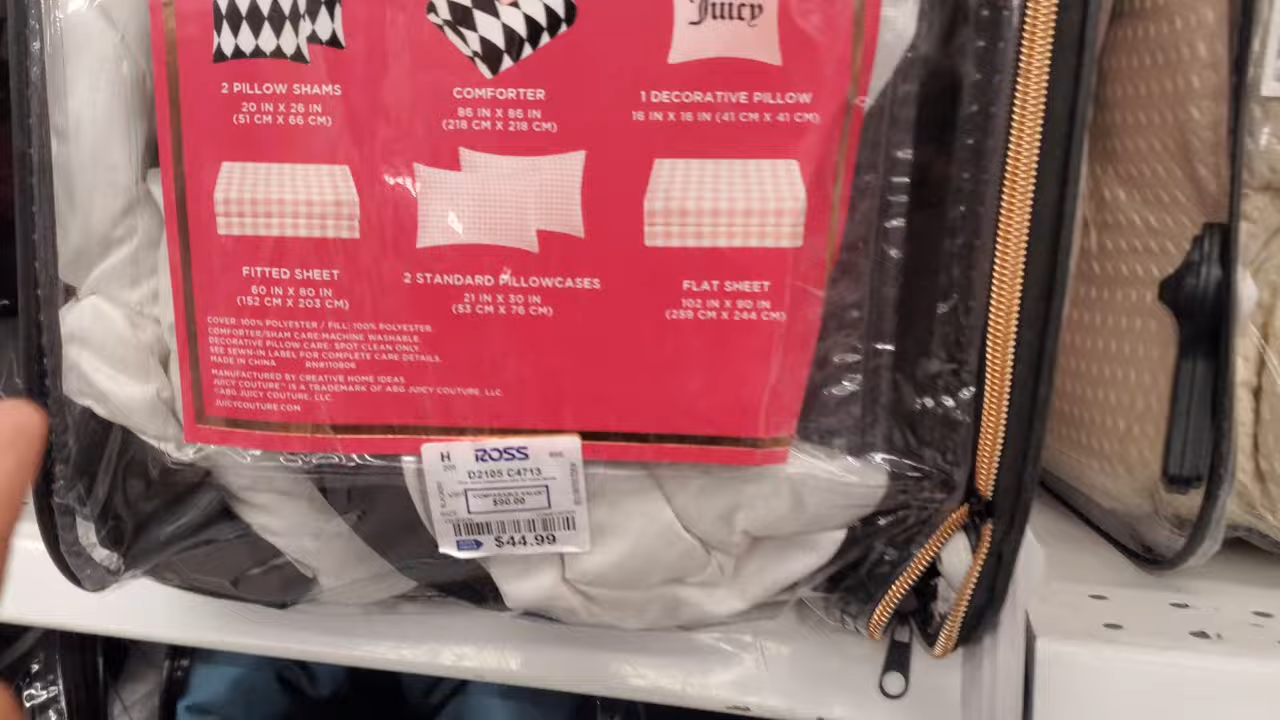 Juicy
2 PILLOW SHAMS
20 IN X 26 IN
(51 CM X 66 CM)
COMFORTER
86 IN X 86 IN
(218 CM X 218 CM)
1 DECORATIVE PILLOW
16 IN X 16 IN (41 CM X 41 CM)
FITTED SHEET
60 IN X 80 IN
(152 CM X 203 CM)
2 STANDARD PILLOWCASES
21 IN X 30 IN
(53 CM X 76 CM)
FLAT SHEET
102 IN X 90 IN
(259 CM X 244 CM)
COVER: 100% POLYESTER / FILL: 100% POLYESTER
COMFORTER/SHAM CARE:MACHINE WASHABLE.
DECORATIVE PILLOW CARE: SPOT CLEAN ONLY.
SEE SEWN-IN LABEL FOR COMPLETE CARE DETAILS.
MADE IN CHINA RN#110806
MANUFACTURED BY CREATIVE HOME IDEAS
JUICY COUTURE™ IS A TRADEMARK OF ABG JUICY COUTURE, LLC.
©ABG JUICY COUTURE, LLC.
JUICYCOUTURE.COM
H ROSS
D2105 C4713
COMPARABLE VALUE*
$90.00
$44.99